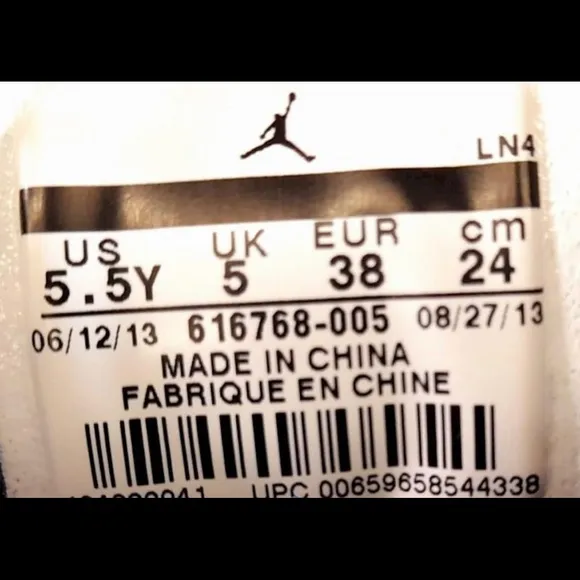 LN4
US UK EUR cm
5.5Y 5 38 24
06/12/13 616768-005 08/27/13
MADE IN CHINA
FABRIQUE EN CHINE
UPC 00659658544338